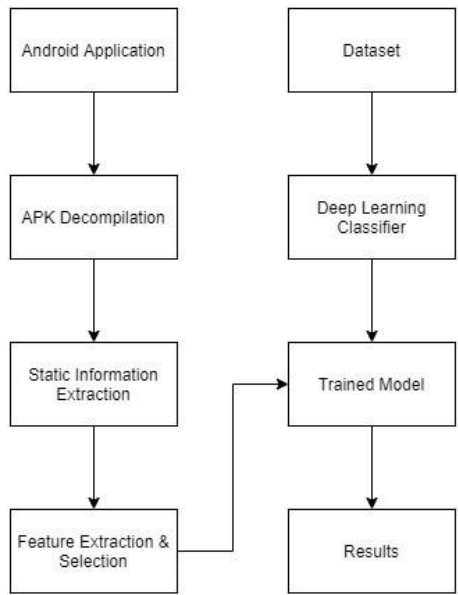 Android Application
APK Decompilation
Static Information
Extraction
Feature Extraction &
Selection
Dataset
Deep Learning
Classifier
Trained Model
Results